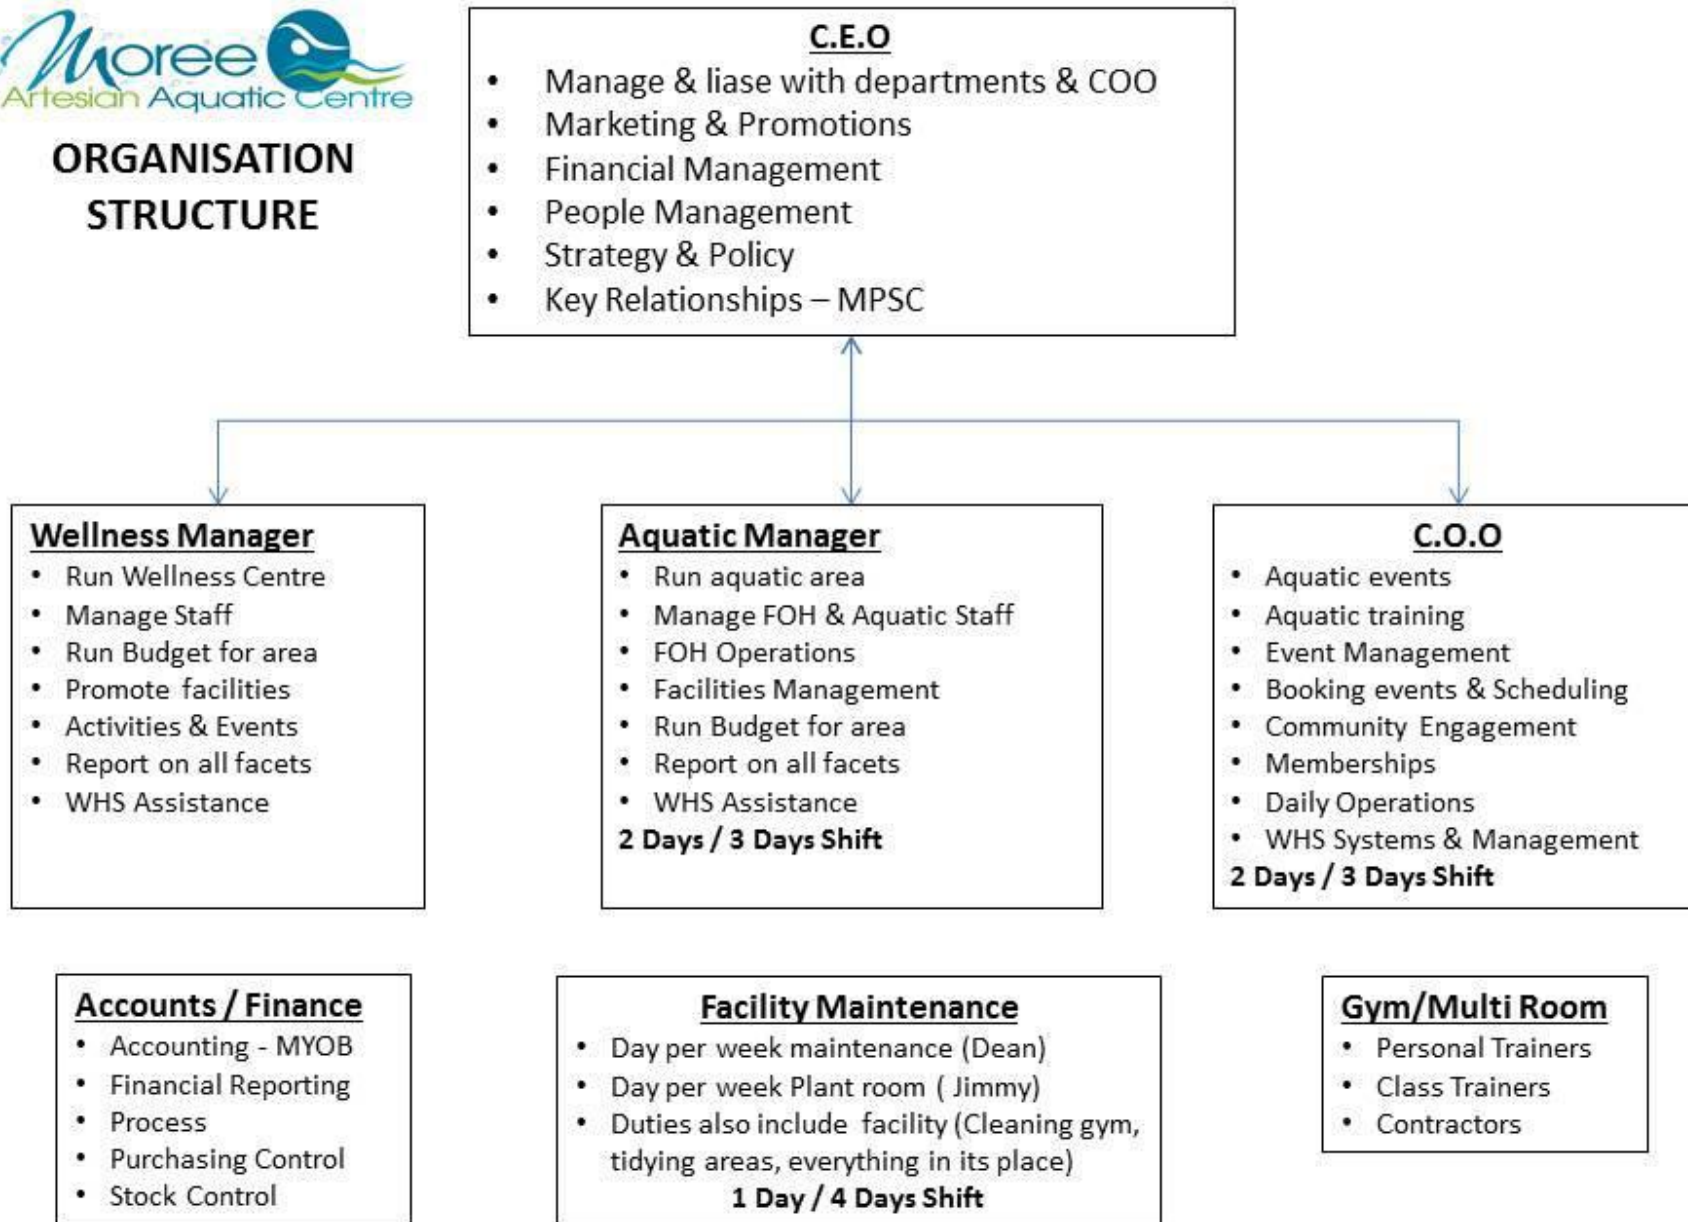 Moree
Artesian Aquatic Centre
ORGANISATION
STRUCTURE
C.E.O
• Manage & liase with departments & COO
• Marketing & Promotions
• Financial Management
• People Management
• Strategy & Policy
• Key Relationships – MPSC
Wellness Manager
• Run Wellness Centre
• Manage Staff
• Run Budget for area
• Promote facilities
• Activities & Events
• Report on all facets
• WHS Assistance
Aquatic Manager
• Run aquatic area
• Manage FOH & Aquatic Staff
• FOH Operations
• Facilities Management
• Run Budget for area
• Report on all facets
• WHS Assistance
2 Days / 3 Days Shift
C.O.O
• Aquatic events
• Aquatic training
• Event Management
• Booking events & Scheduling
• Community Engagement
• Memberships
• Daily Operations
• WHS Systems & Management
2 Days / 3 Days Shift
Accounts / Finance
• Accounting - MYOB
• Financial Reporting
• Process
• Purchasing Control
• Stock Control
Facility Maintenance
• Day per week maintenance (Dean)
• Day per week Plant room ( Jimmy)
• Duties also include facility (Cleaning gym,
tidying areas, everything in its place)
1 Day / 4 Days Shift
Gym/Multi Room
• Personal Trainers
• Class Trainers
• Contractors